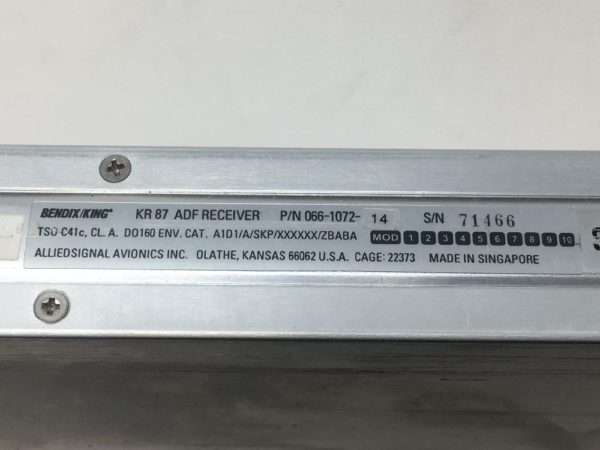 BENDIX/KING® KR 87 ADF RECEIVER P/N 066-1072- 14 S/N 71466
TSO-C41c, CL. A. DO160 ENV. CAT. A1D1/A/SKP/XXXXXX/ZBABA MOD 1 2 3 4 5 6 7 8 9 10
ALLIEDSIGNAL AVIONICS INC. OLATHE, KANSAS 66062 U.S.A. CAGE: 22373 MADE IN SINGAPORE